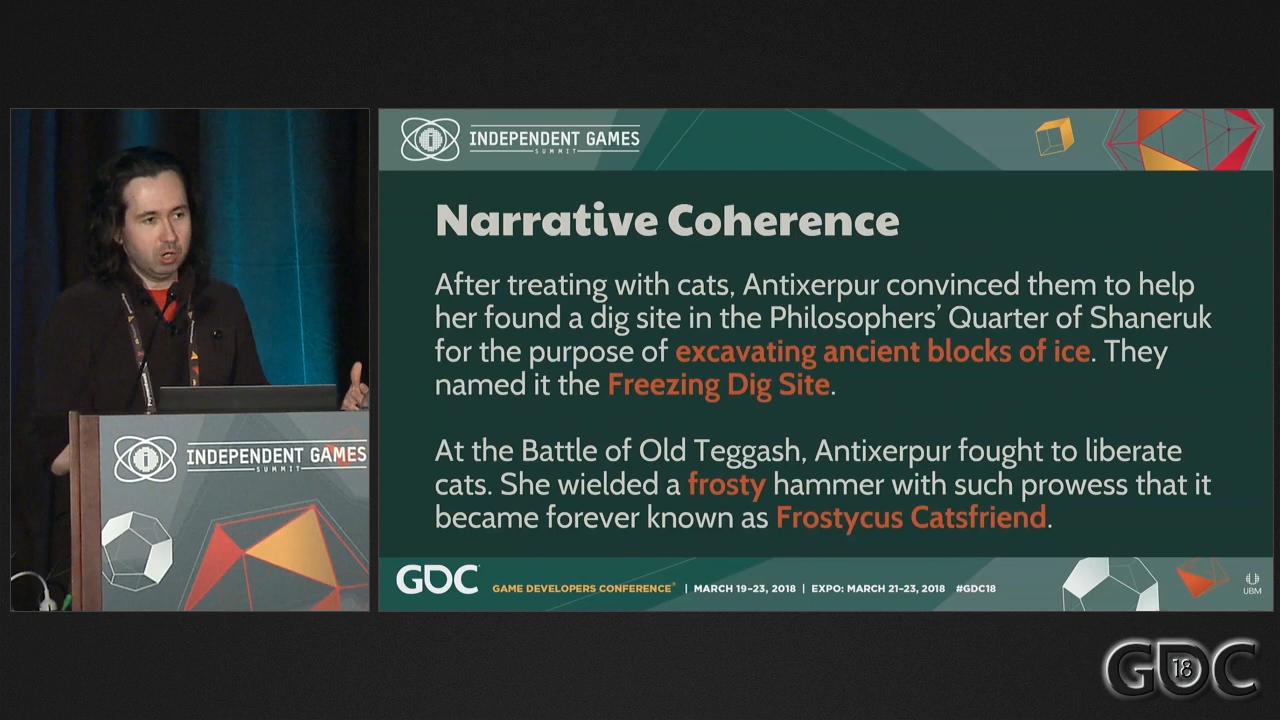 INDEPENDENT GAMES
SUMMIT
Narrative Coherence
After treating with cats, Antixerpur convinced them to help
her found a dig site in the Philosophers’ Quarter of Shaneruk
for the purpose of excavating ancient blocks of ice. They
named it the Freezing Dig Site.
At the Battle of Old Teggash, Antixerpur fought to liberate
cats. She wielded a frosty hammer with such prowess that it
became forever known as Frostycus Catsfriend.
GDC GAME DEVELOPERS CONFERENCE® | MARCH 19–23, 2018 | EXPO: MARCH 21–23, 2018 #GDC18
UBM
INDEPENDENT GAMES
SUMMIT
GDC 18